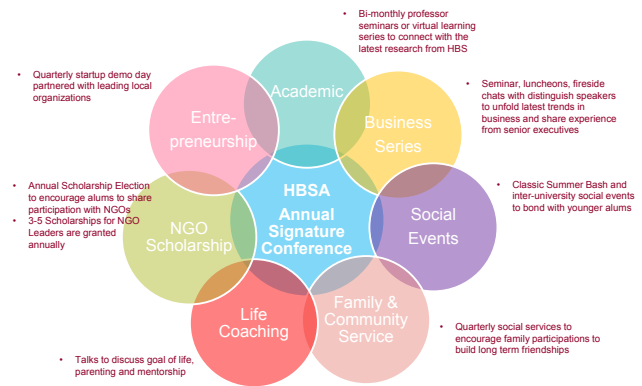 • Bi-monthly professor
seminars or virtual learning
series to connect with the
latest research from HBS
• Quarterly startup demo day
partnered with leading local
organizations
Academic
Entre-
preneurship
Business
Series
• Seminar, luncheons, fireside
chats with distinguish speakers
to unfold latest trends in
business and share experience
from senior executives
• Annual Scholarship Election
to encourage alums to share
participation with NGOs
• 3-5 Scholarships for NGO
Leaders are granted
annually
NGO
Scholarship
HBSA
Annual
Signature
Conference
Social
Events
• Classic Summer Bash and
inter-university social events
to bond with younger alums
Life
Coaching
Family &
Community
Service
• Quarterly social services to
encourage family participations to
build long term friendships
• Talks to discuss goal of life,
parenting and mentorship